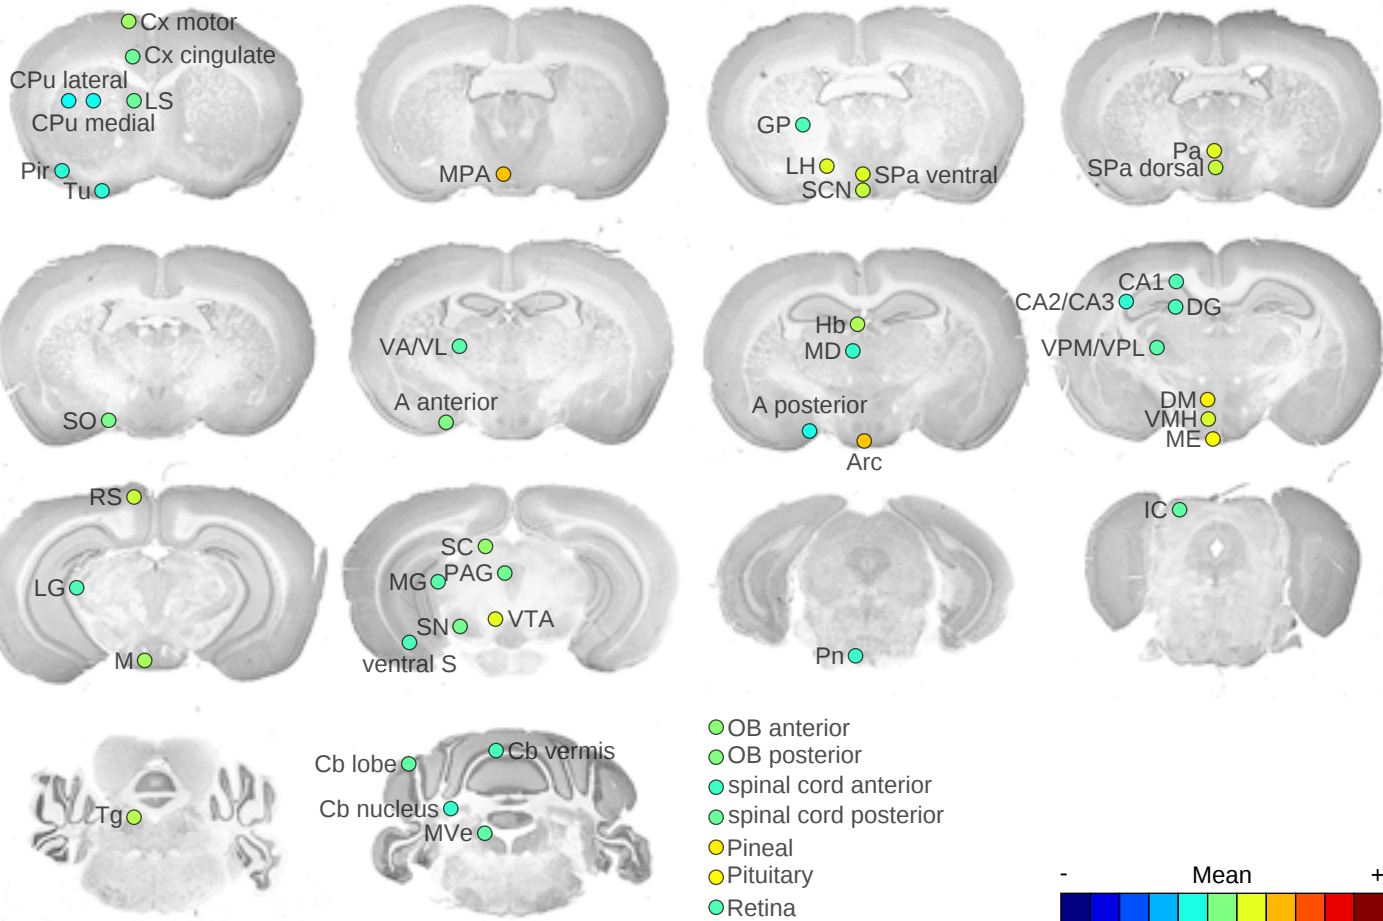 Cx motor
Cx cingulate
CPu lateral
LS
CPu medial
Pir
Tu
MPA
GP
LH
SPa ventral
SCN
Pa
SPa dorsal
SO
VA/VL
A anterior
Hb
MD
A posterior
Arc
CA1
CA2/CA3
DG
VPM/VPL
DM
VMH
ME
RS
LG
M
SC
PAG
MG
VTA
SN
ventral S
Pn
IC
Tg
Cb vermis
Cb lobe
Cb nucleus
MVe
OB anterior
OB posterior
spinal cord anterior
spinal cord posterior
Pineal
Pituitary
Retina
- Mean +